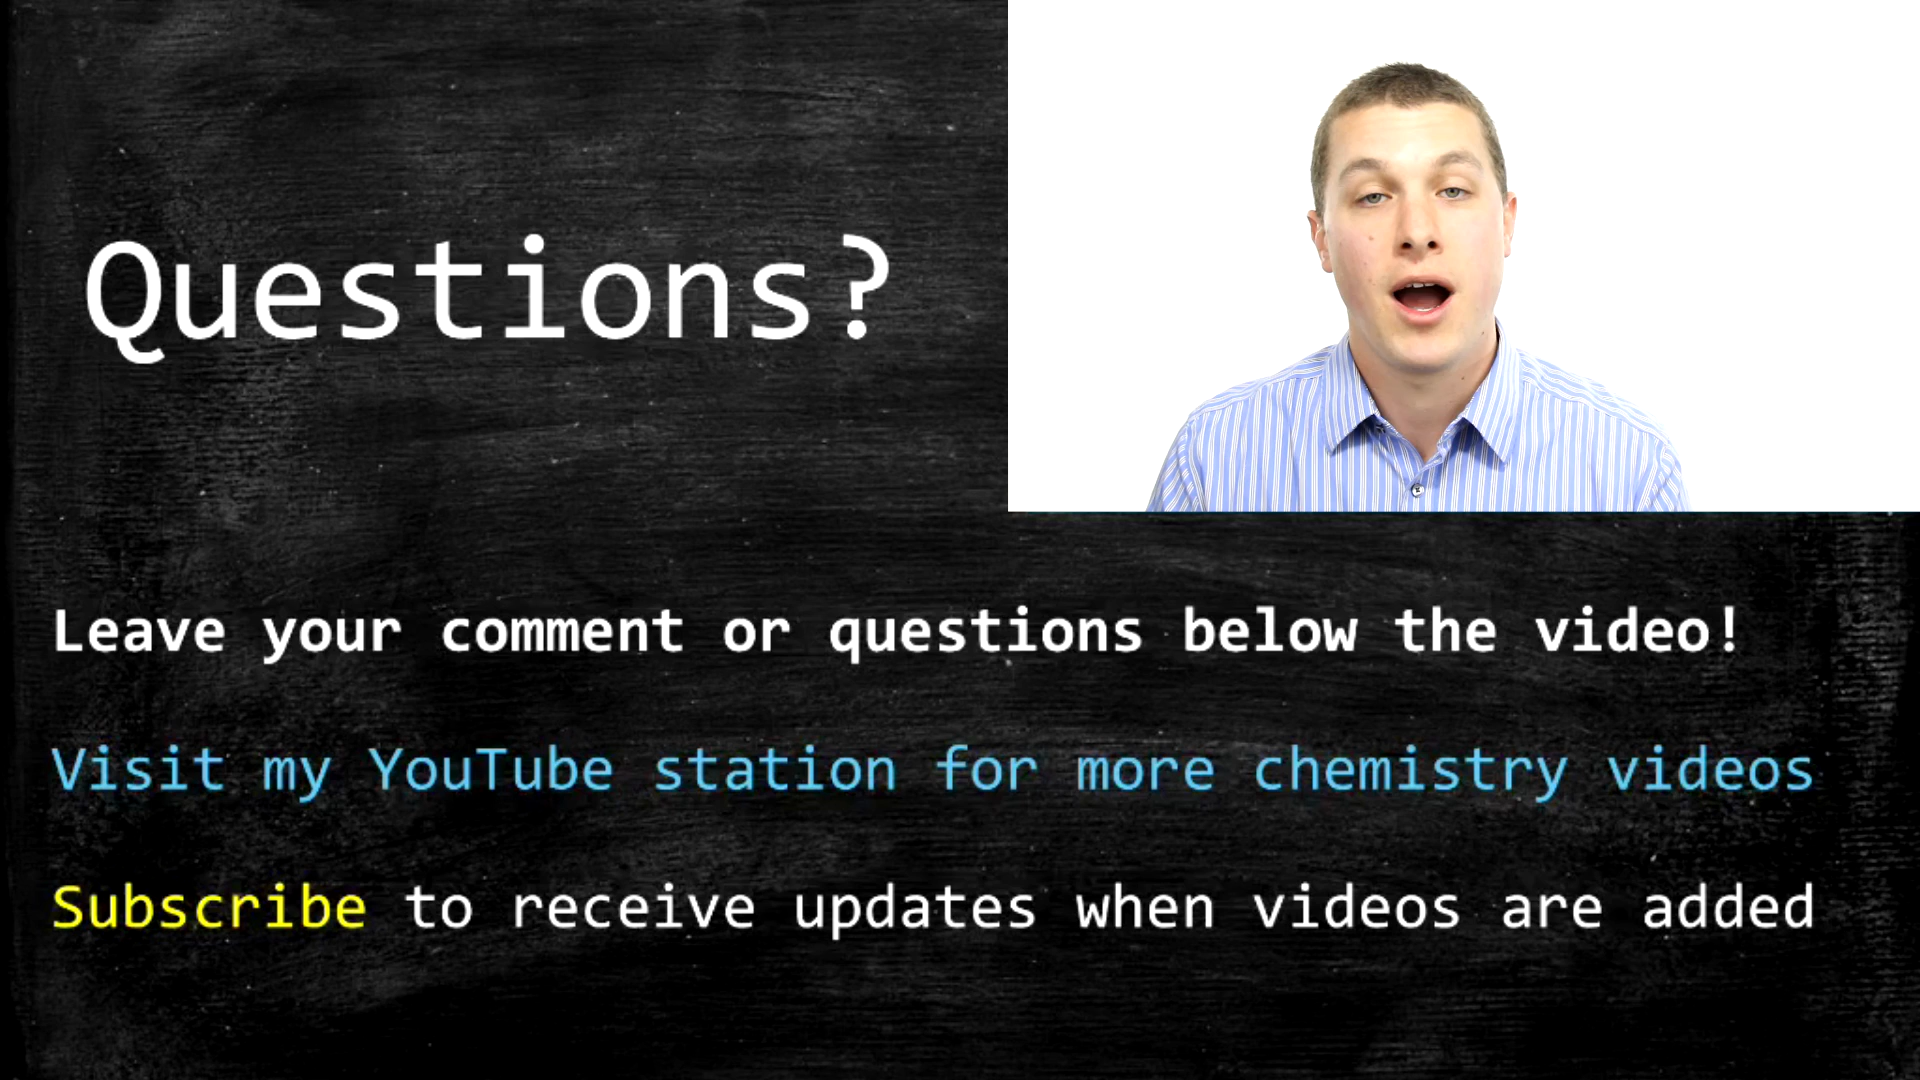 Questions?
Leave your comment or questions below the video!
Visit my YouTube station for more chemistry videos
Subscribe to receive updates when videos are added